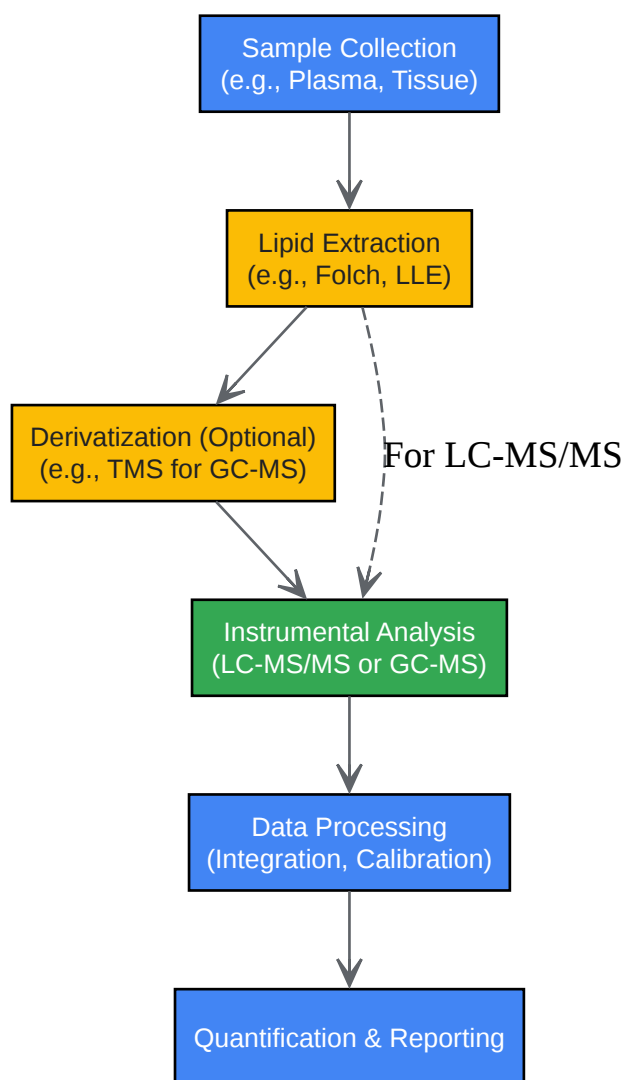 Sample Collection
(e.g., Plasma, Tissue)
Lipid Extraction
(e.g., Folch, LLE)
Derivatization (Optional)
(e.g., TMS for GC-MS)
For LC-MS/MS
Instrumental Analysis
(LC-MS/MS or GC-MS)
Data Processing
(Integration, Calibration)
Quantification & Reporting